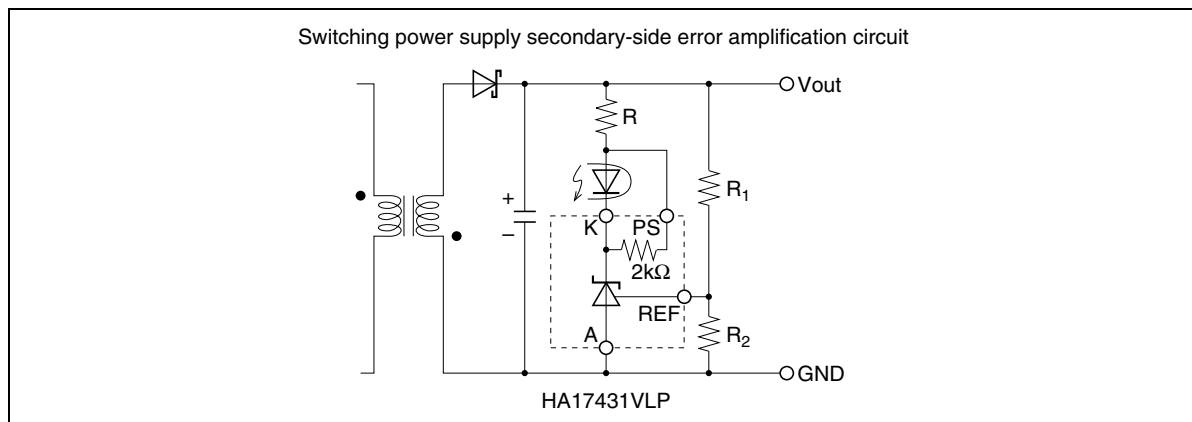 Switching power supply secondary-side error amplification circuit
Vout
R
R₁
+
–
K
PS
2kΩ
REF
A
R₂
GND
HA17431VLP